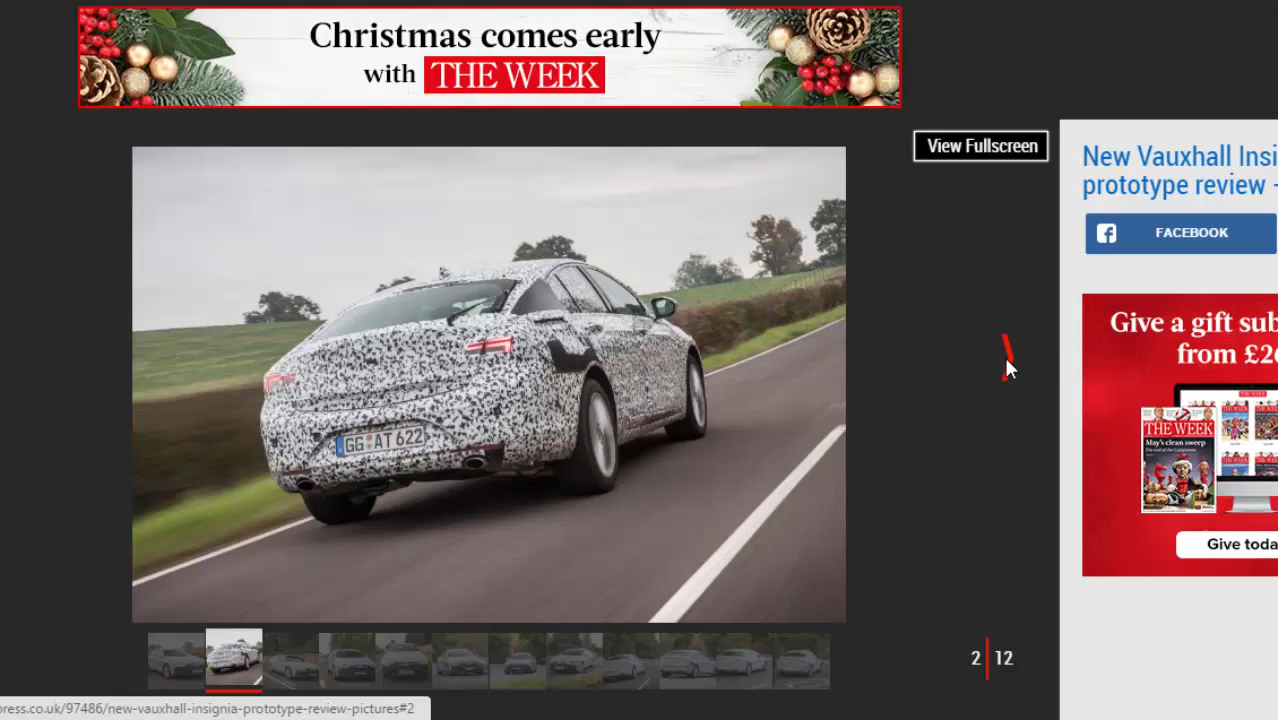 Christmas comes early
with THE WEEK
View Fullscreen
New Vauxhall Insi
prototype review -
FACEBOOK
Give a gift sub
from £20
THE WEEK
May's clean sweep
GG AT 622
Give toda
2 12
press.co.uk/97486/new-vauxhall-insignia-prototype-review-pictures#2